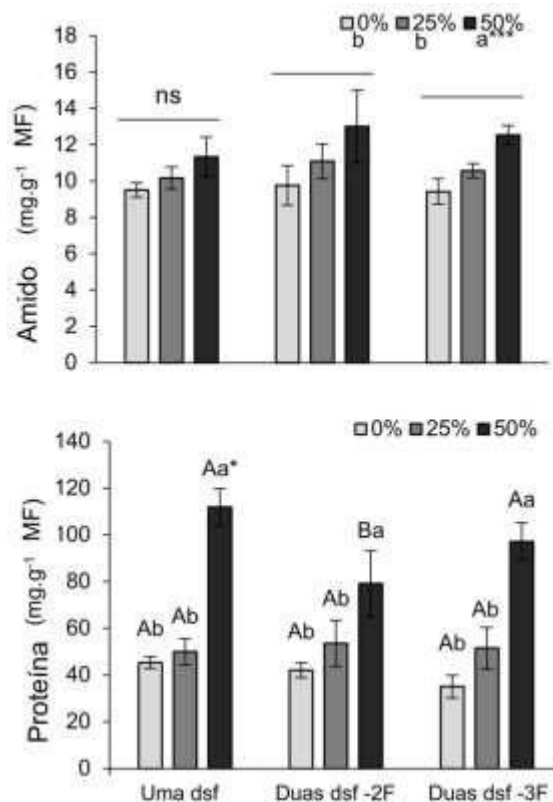 0% 25% 50%
b b a***
18
16
14
12
10
8
6
4
2
0
Amido (mg.g⁻¹ MF)
ns
0% 25% 50%
140
120
100
80
60
40
20
0
Proteína (mg.g⁻¹ MF)
Ab Ab Aa*
Ab Ab Ba
Ab Ab Aa
Uma dsf Duas dsf -2F Duas dsf -3F